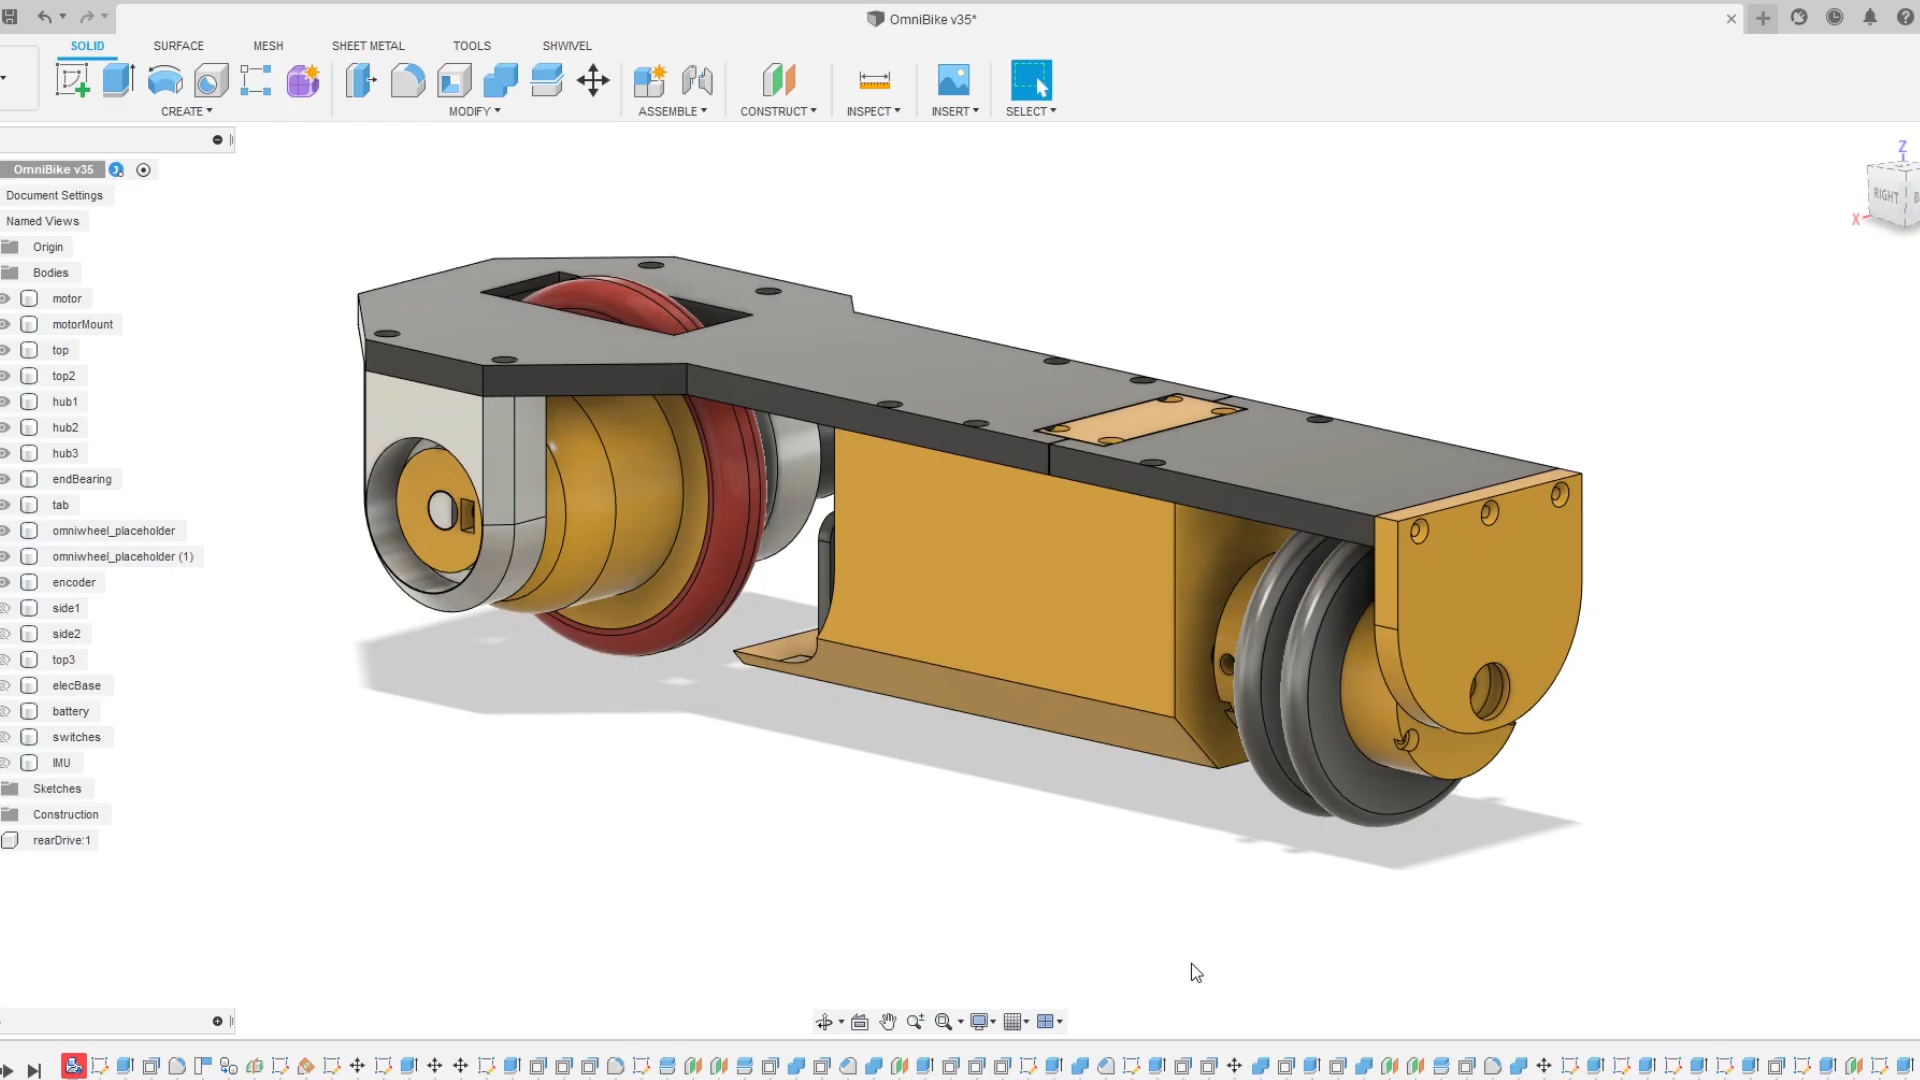 OmniBike v35*
SOLID SURFACE MESH SHEET METAL TOOLS SHWIVEL
CREATE MODIFY ASSEMBLE CONSTRUCT INSPECT INSERT SELECT
OmniBike v35
Document Settings
Named Views
Origin
Bodies
motor
motorMount
top
top2
hub1
hub2
hub3
endBearing
tab
omniwheel_placeholder
omniwheel_placeholder (1)
encoder
side1
side2
top3
elecBase
battery
switches
IMU
Sketches
Construction
rearDrive:1
Z
RIGHT
X